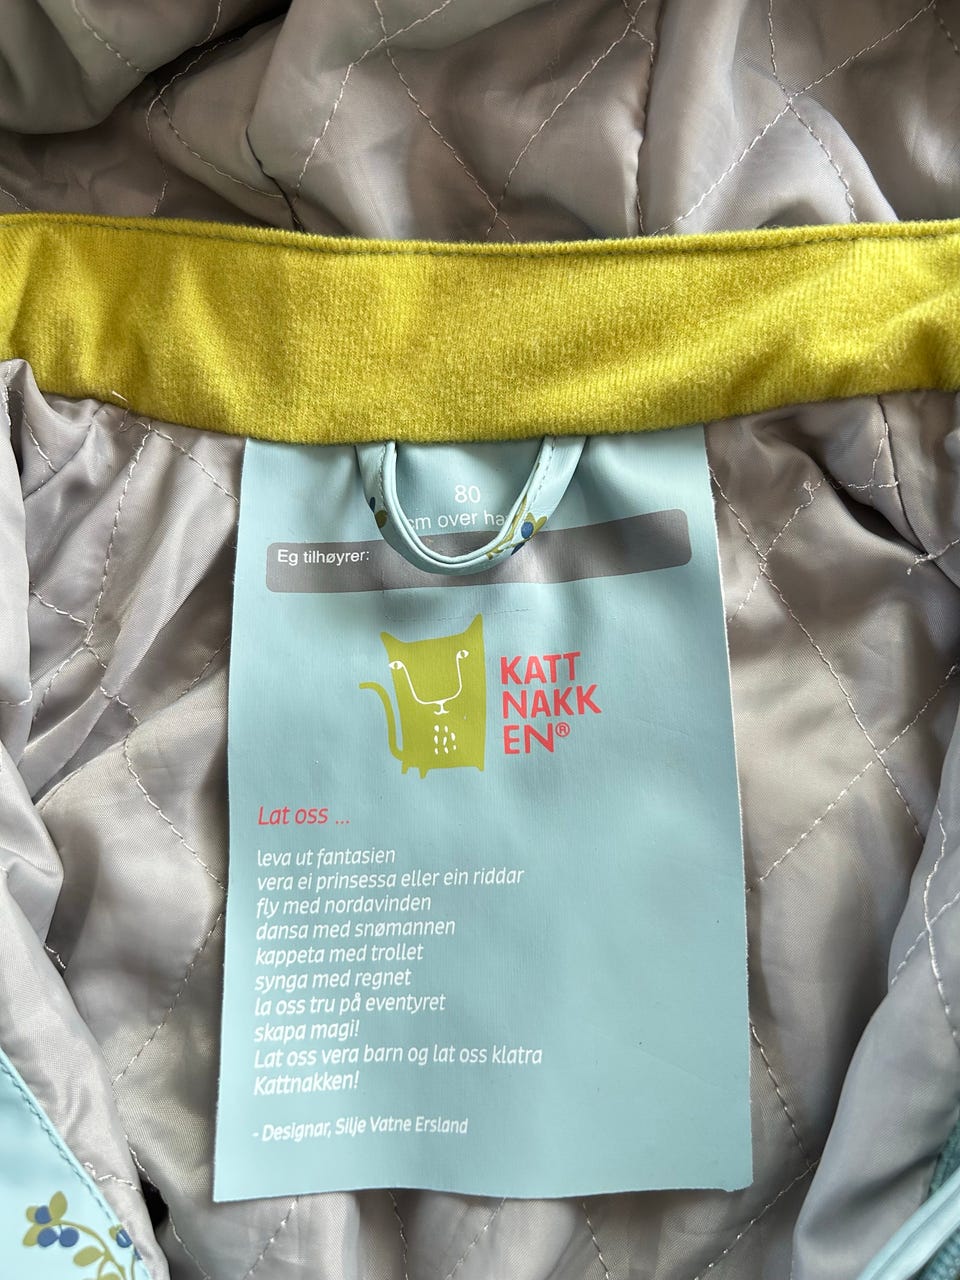 80
cm over
Eg tilhøyrer:
KATT
NAKK
EN®
Lat oss ...
leva ut fantasien
vera ei prinsessa eller ein riddar
fly med nordavinden
dansa med snømannen
kappeta med trollet
synga med regnet
la oss tru på eventyret
skapa magi!
Lat oss vera barn og lat oss klatra
Kattnakken!
- Designar, Silje Vatne Ersland